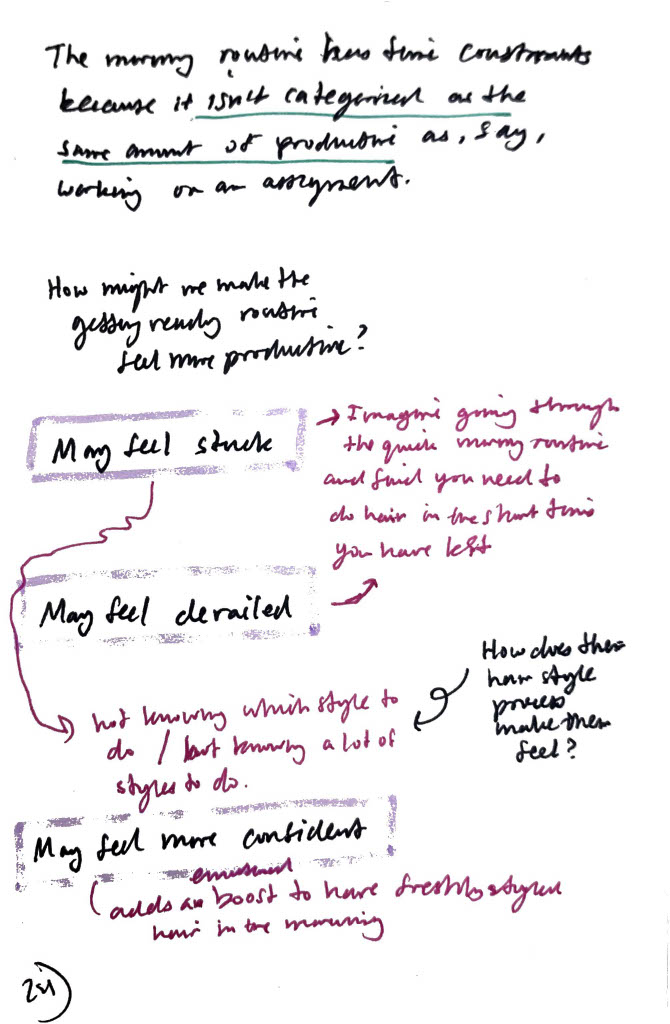 The morning routine has time constraints
because it isn't categorized as the
same amount of productive as, say,
working on an assignment.
How might we make the
getting ready routine
feel more productive?
May feel stuck
→ Imagine going through
the quick morning routine
and find you need to
do hair in the short time
you have left
May feel derailed
How does their
hair style
process
make them
feel?
not knowing which style to
do / not knowing a lot of
styles to do.
May feel more confident
emotional
adds an boost to have freshly styled
hair in the morning